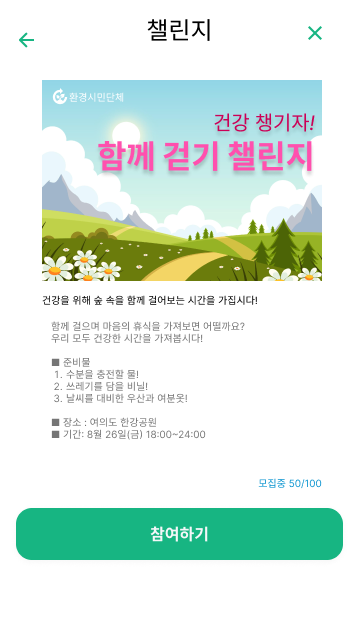 챌린지
환경시민단체
건강 챙기자!
함께 걷기 챌린지
건강을 위해 숲 속을 함께 걸어보는 시간을 가집시다!
함께 걸으며 마음의 휴식을 가져보면 어떨까요?
우리 모두 건강한 시간을 가져봅시다!
■ 준비물
1. 수분을 충전할 물!
2. 쓰레기를 담을 비닐!
3. 날씨를 대비한 우산과 여분옷!
■ 장소 : 여의도 한강공원
■ 기간: 8월 26일(금) 18:00~24:00
모집중 50/100
참여하기